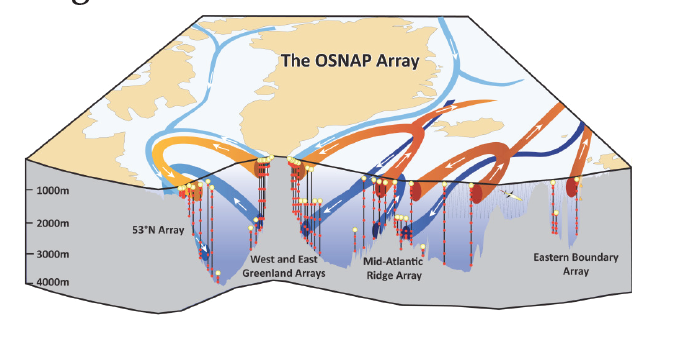 The OSNAP Array
1000m
2000m
3000m
4000m
53°N Array
West and East
Greenland Arrays
Mid-Atlantic
Ridge Array
Eastern Boundary
Array